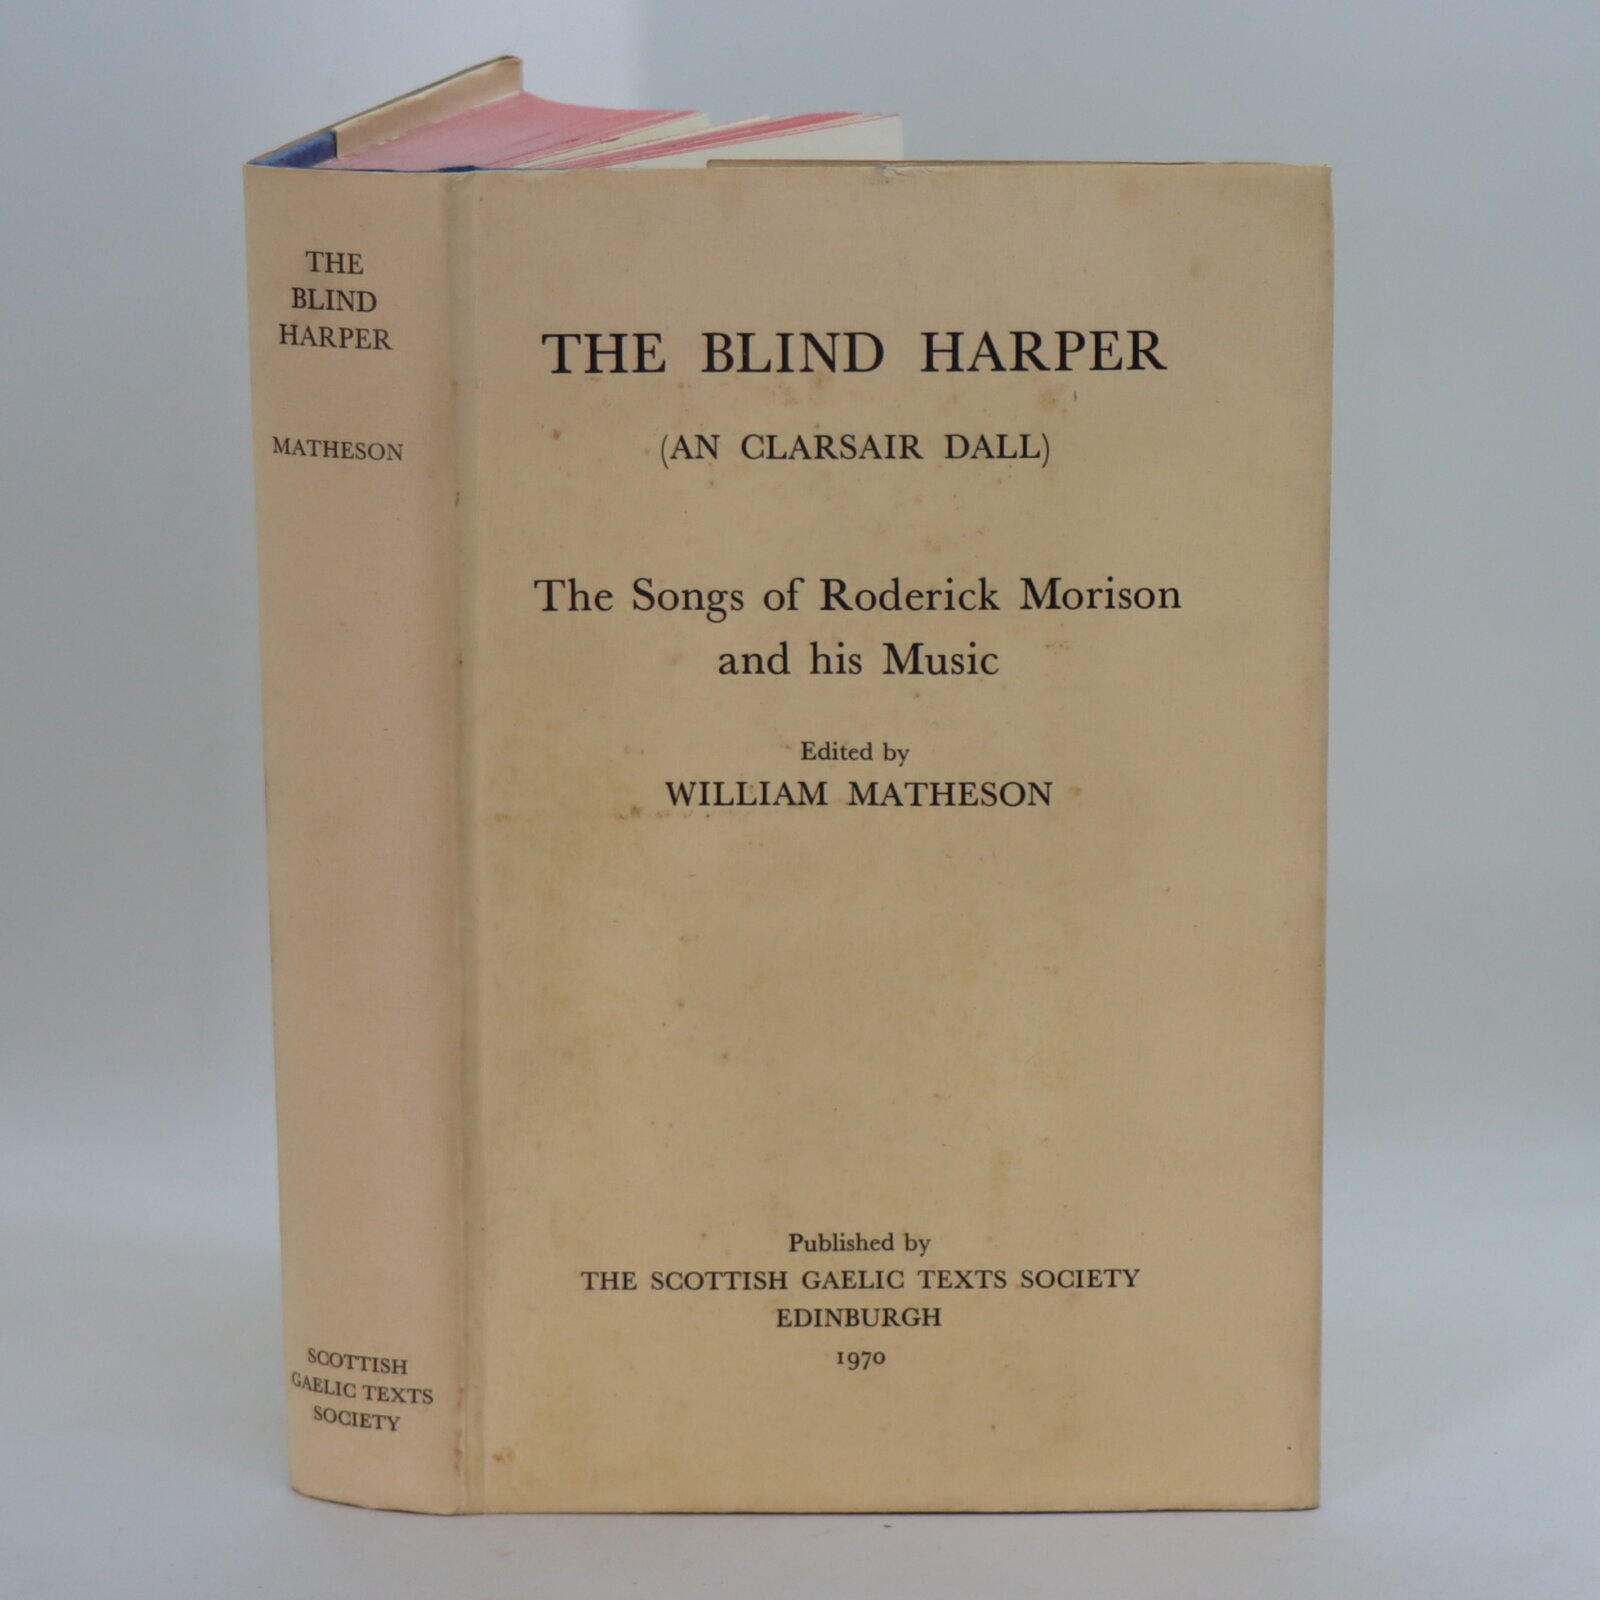 THE
BLIND
HARPER
MATHESON
SCOTTISH
GAELIC TEXTS
SOCIETY
THE BLIND HARPER
(AN CLARSAIR DALL)
The Songs of Roderick Morison
and his Music
Edited by
WILLIAM MATHESON
Published by
THE SCOTTISH GAELIC TEXTS SOCIETY
EDINBURGH
1970